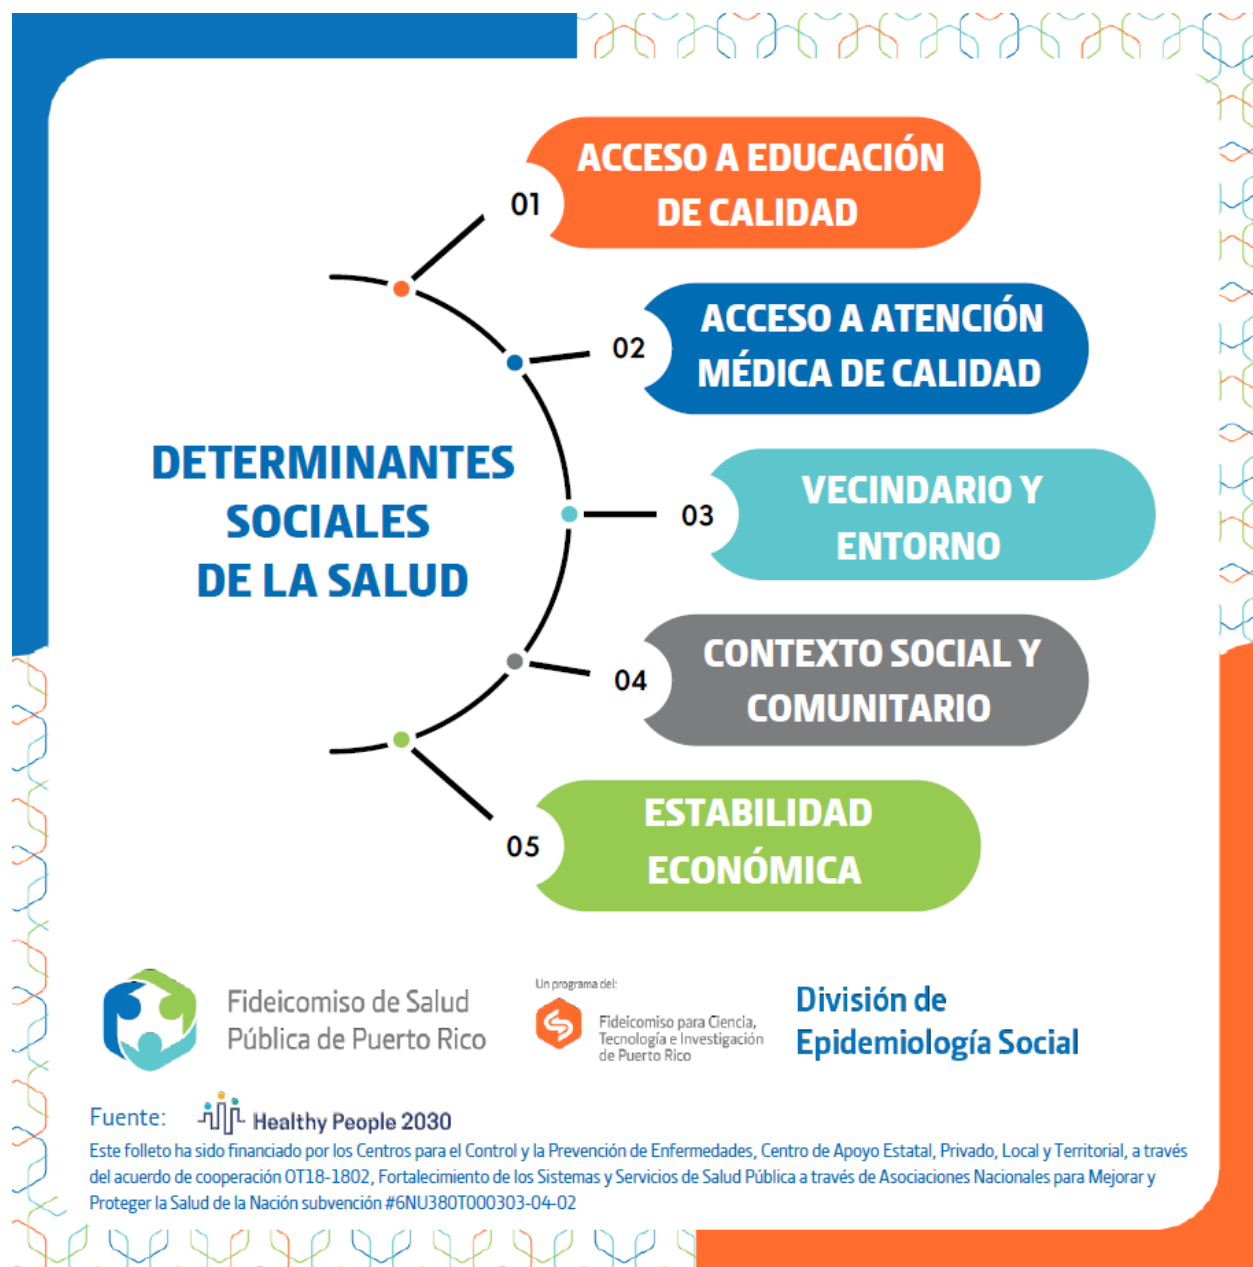 01
ACCESO A EDUCACIÓN
DE CALIDAD
02
ACCESO A ATENCIÓN
MÉDICA DE CALIDAD
DETERMINANTES
SOCIALES
DE LA SALUD
03
VECINDARIO Y
ENTORNO
04
CONTEXTO SOCIAL Y
COMUNITARIO
05
ESTABILIDAD
ECONÓMICA
Fideicomiso de Salud
Pública de Puerto Rico
Un programa del:
Fideicomiso para Ciencia,
Tecnología e Investigación
de Puerto Rico
División de
Epidemiología Social
Fuente:
Healthy People 2030
Este folleto ha sido financiado por los Centros para el Control y la Prevención de Enfermedades, Centro de Apoyo Estatal, Privado, Local y Territorial, a través
del acuerdo de cooperación OT18-1802, Fortalecimiento de los Sistemas y Servicios de Salud Pública a través de Asociaciones Nacionales para Mejorar y
Proteger la Salud de la Nación subvención #6NU380T000303-04-02